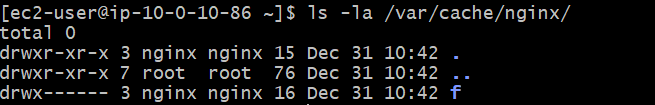 [ec2-user@ip-10-0-10-86 ~]$ ls -la /var/cache/nginx/
total 0
drwxr-xr-x 3 nginx nginx 15 Dec 31 10:42 .
drwxr-xr-x 7 root  root  76 Dec 31 10:42 ..
drwx------ 3 nginx nginx 16 Dec 31 10:42 f